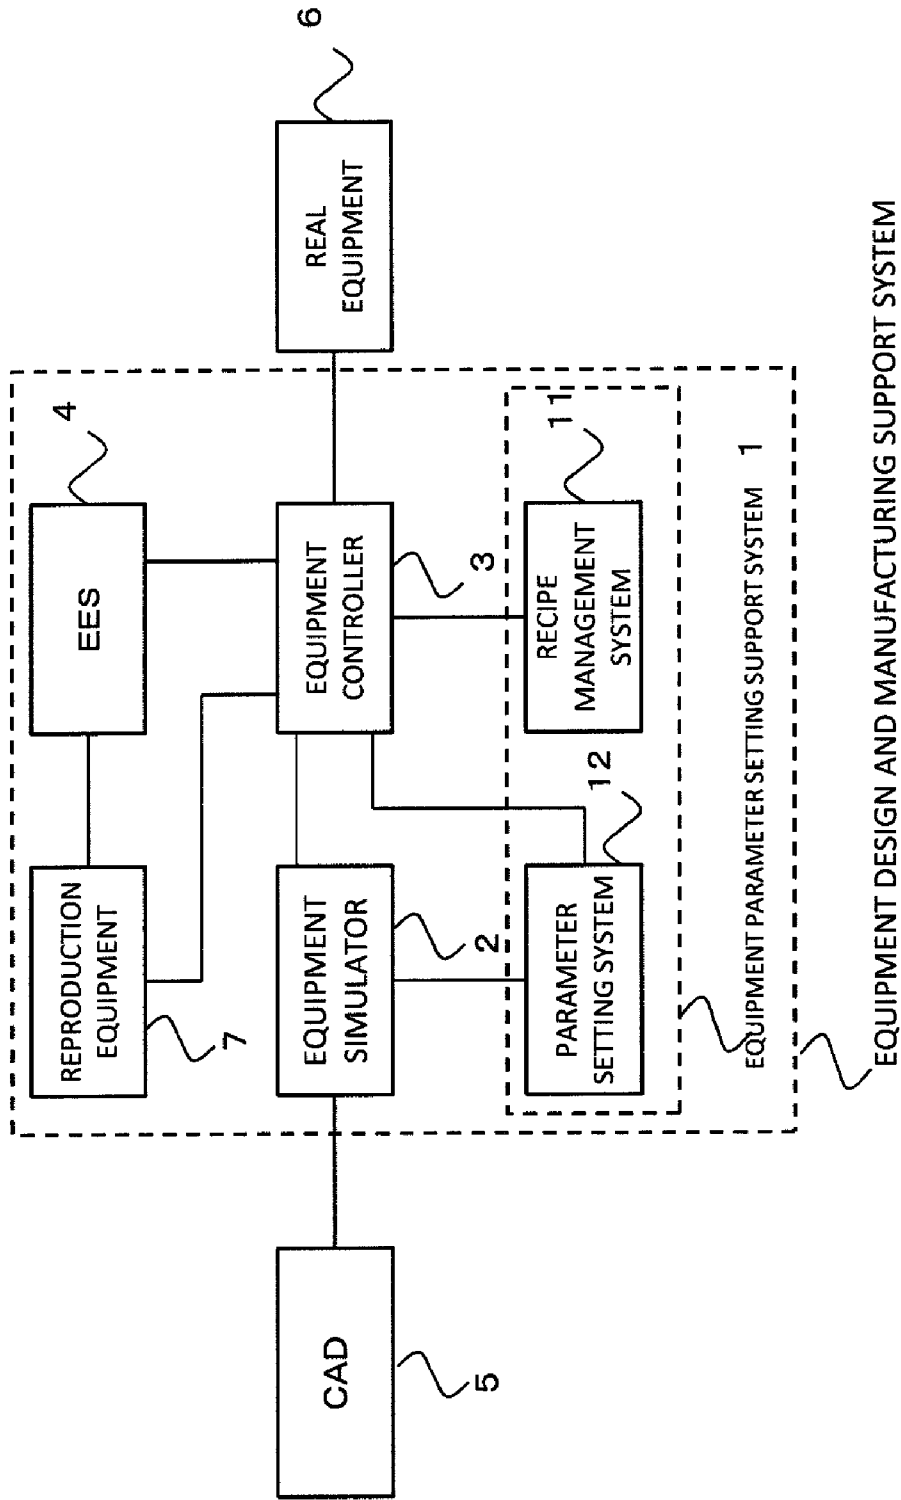 REPRODUCTION
EQUIPMENT
7
EES
4
CAD
5
EQUIPMENT
SIMULATOR
2
EQUIPMENT
CONTROLLER
3
REAL
EQUIPMENT
6
PARAMETER
SETTING SYSTEM
12
RECIPE
MANAGEMENT
SYSTEM
11
EQUIPMENT PARAMETER SETTING SUPPORT SYSTEM 1
EQUIPMENT DESIGN AND MANUFACTURING SUPPORT SYSTEM